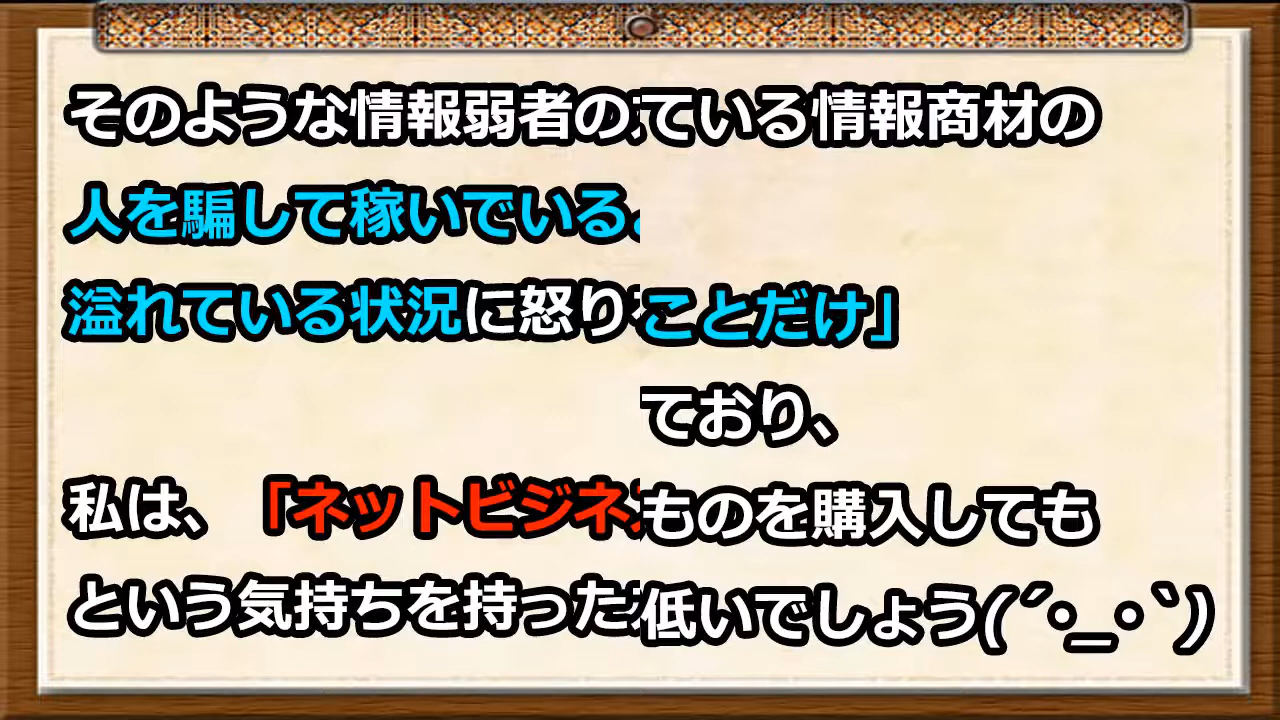 そのような情報弱者の
ている情報商材の
人を騙して稼いでいる
溢れている状況に怒り
ことだけ」
ており、
私は、「ネットビジネ
ものを購入しても
という気持ちを持った
低いでしょう(´・_・`)